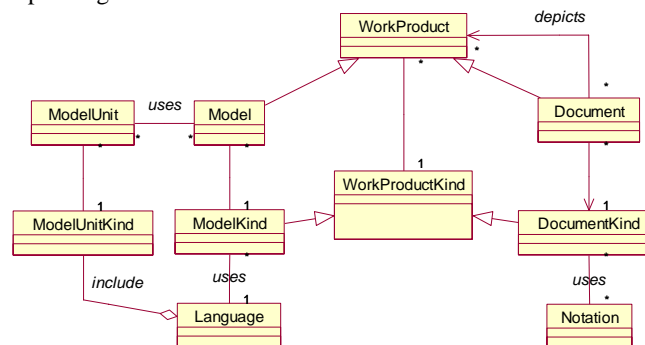 depicts
WorkProduct
*
*
*
ModelUnit
uses
Model
Document
*
*
*
*
*
1
1
1
1
WorkProductKind
ModelUnitKind
ModelKind
DocumentKind
*
*
include
uses
uses
1
*
Language
Notation